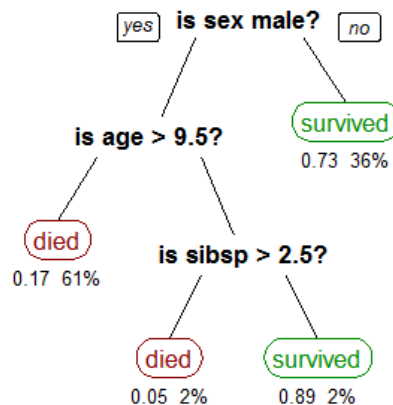 yes is sex male? no
is age > 9.5?
survived
0.73 36%
died
0.17 61%
is sibsp > 2.5?
died survived
0.05 2% 0.89 2%